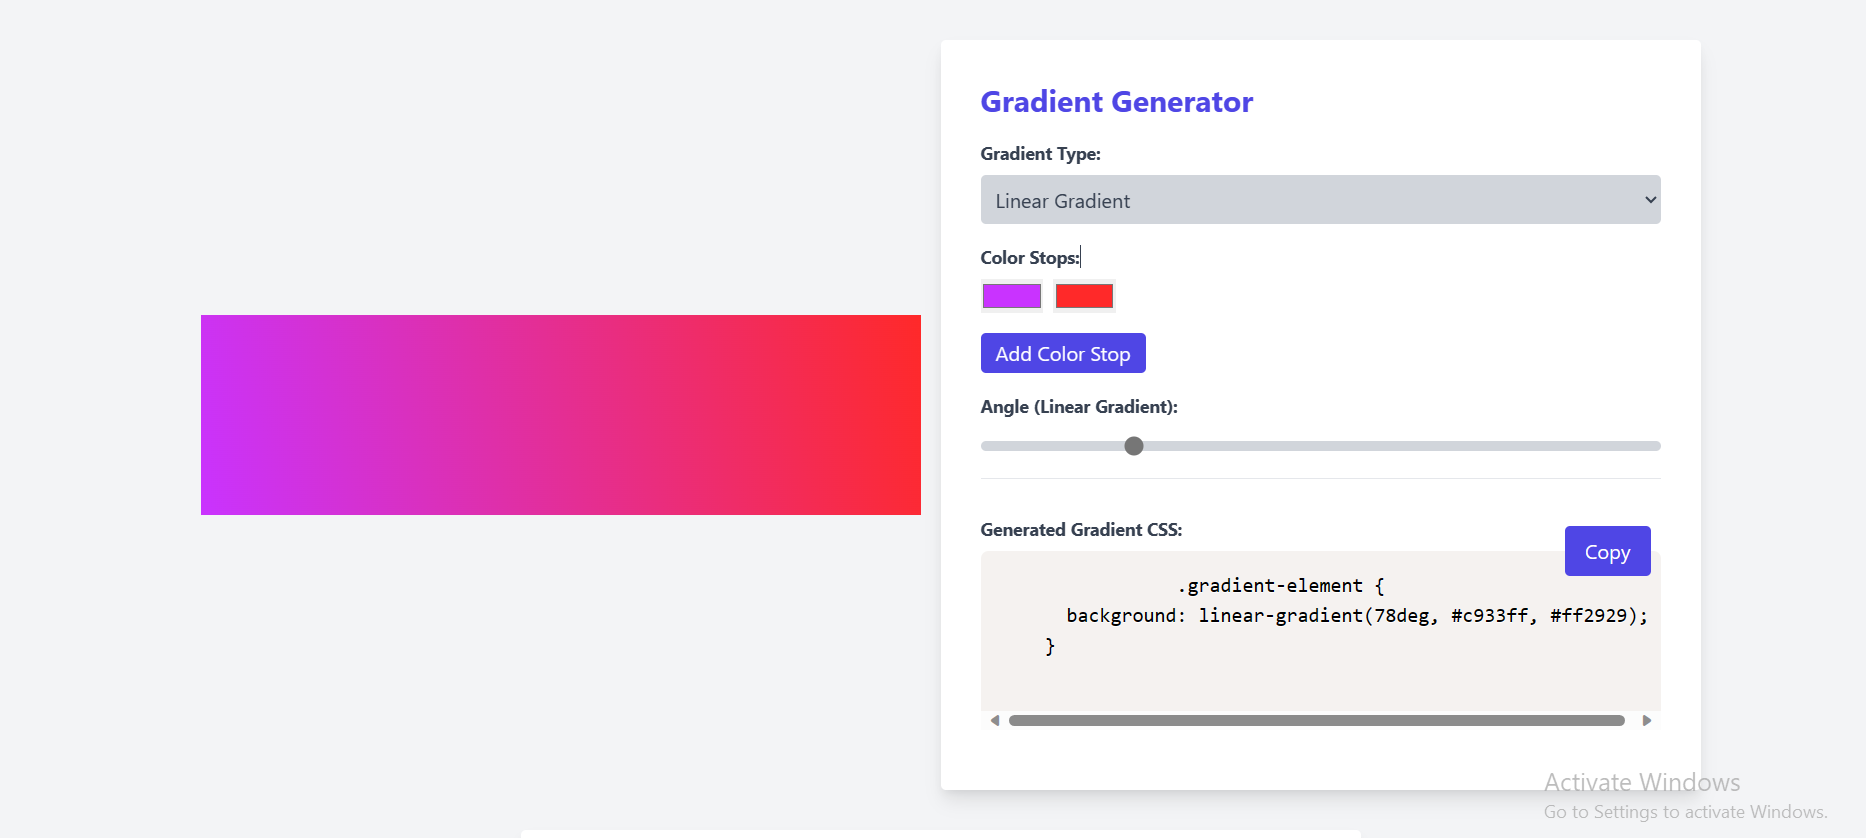 Gradient Generator
Gradient Type:
Linear Gradient
Color Stops:
Add Color Stop
Angle (Linear Gradient):
Generated Gradient CSS:
Copy
.gradient-element {
background: linear-gradient(78deg, #c933ff, #ff2929);
}
Activate Windows
Go to Settings to activate Windows.